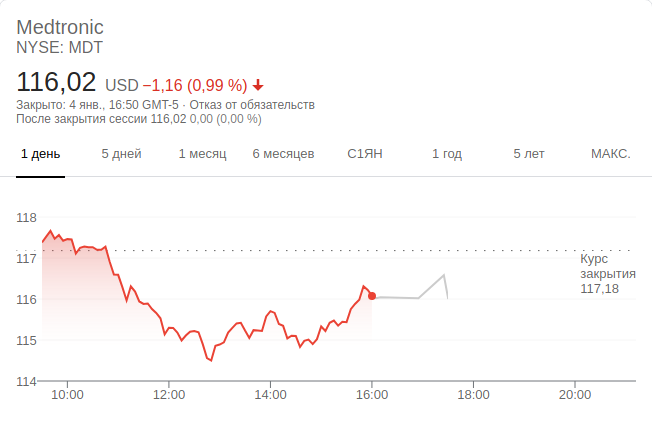 Medtronic
NYSE: MDT
116,02 USD −1,16 (0,99 %)
Закрыто: 4 янв., 16:50 GMT-5 · Отказ от обязательств
После закрытия сессии 116,02 0,00 (0,00 %)
1 день 5 дней 1 месяц 6 месяцев С1ЯН 1 год 5 лет МАКС.
118
117
116
115
114
Курс
закрытия
117,18
10:00 12:00 14:00 16:00 18:00 20:00